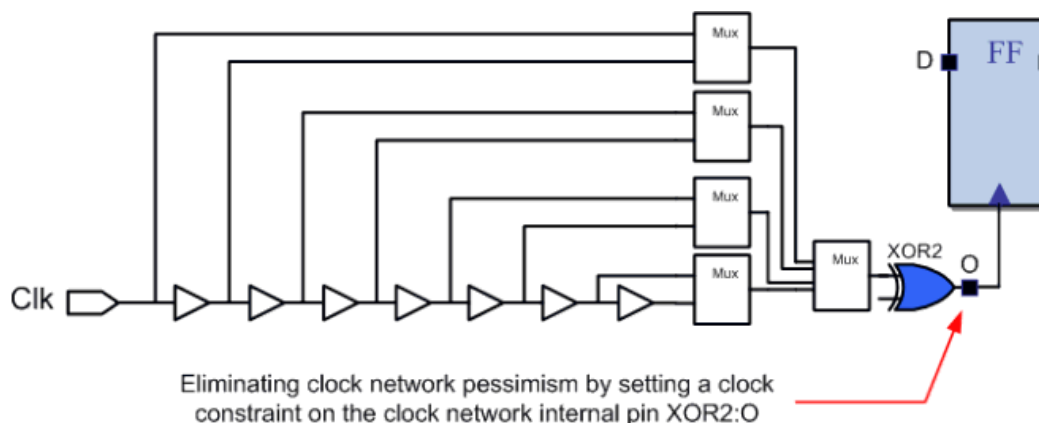 Mux
FF
D
Mux
Mux
XOR2
Mux
Mux
O
Clk
Eliminating clock network pessimism by setting a clock
constraint on the clock network internal pin XOR2:O